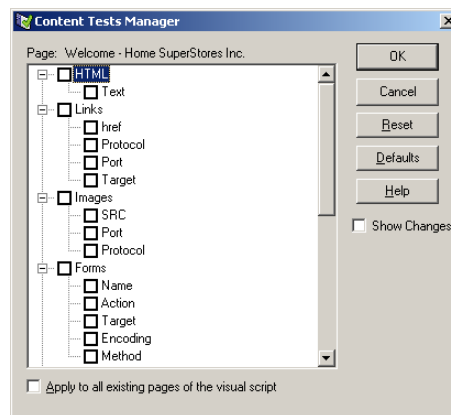 Content Tests Manager
Page: Welcome - Home SuperStores Inc.
HTML
Text
Links
href
Protocol
Port
Target
Images
SRC
Port
Protocol
Forms
Name
Action
Target
Encoding
Method
Apply to all existing pages of the visual script
OK
Cancel
Reset
Defaults
Help
Show Changes